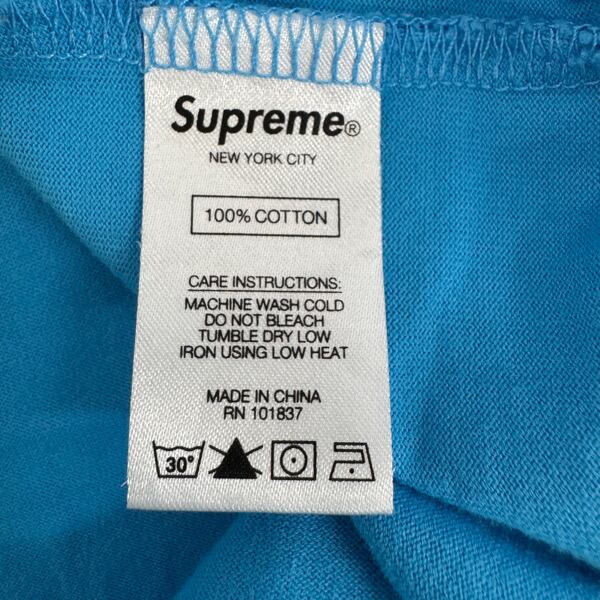 Supreme®
NEW YORK CITY
100% COTTON
CARE INSTRUCTIONS:
MACHINE WASH COLD
DO NOT BLEACH
TUMBLE DRY LOW
IRON USING LOW HEAT
MADE IN CHINA
RN 101837
30°